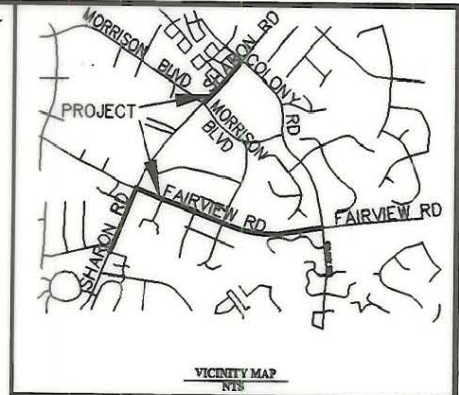 MORRISON
BLVD
SHARON RD
COLONY
RD
PROJECT
MORRISON
BLVD
FAIRVIEW RD
FAIRVIEW RD
SHARON RD
VICINITY MAP
NTS